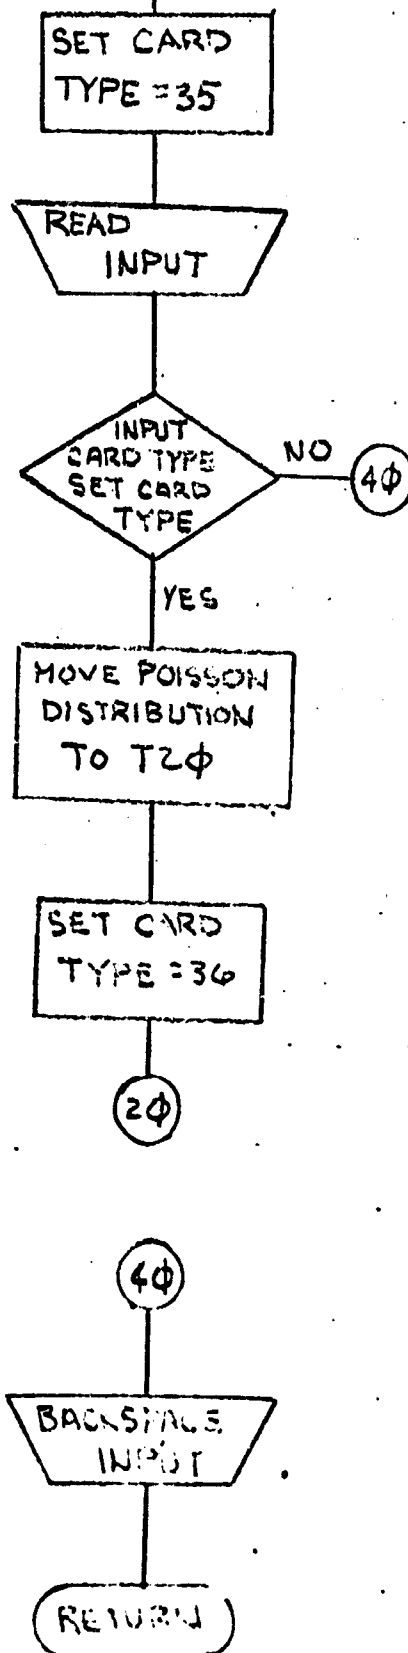 SET CARD
TYPE =35
READ
INPUT
INPUT
CARD TYPE
SET CARD
TYPE
NO
4Φ
YES
MOVE POISSON
DISTRIBUTION
TO T2Φ
SET CARD
TYPE =36
2Φ
4Φ
BACKSPACE
INPUT
RETURN